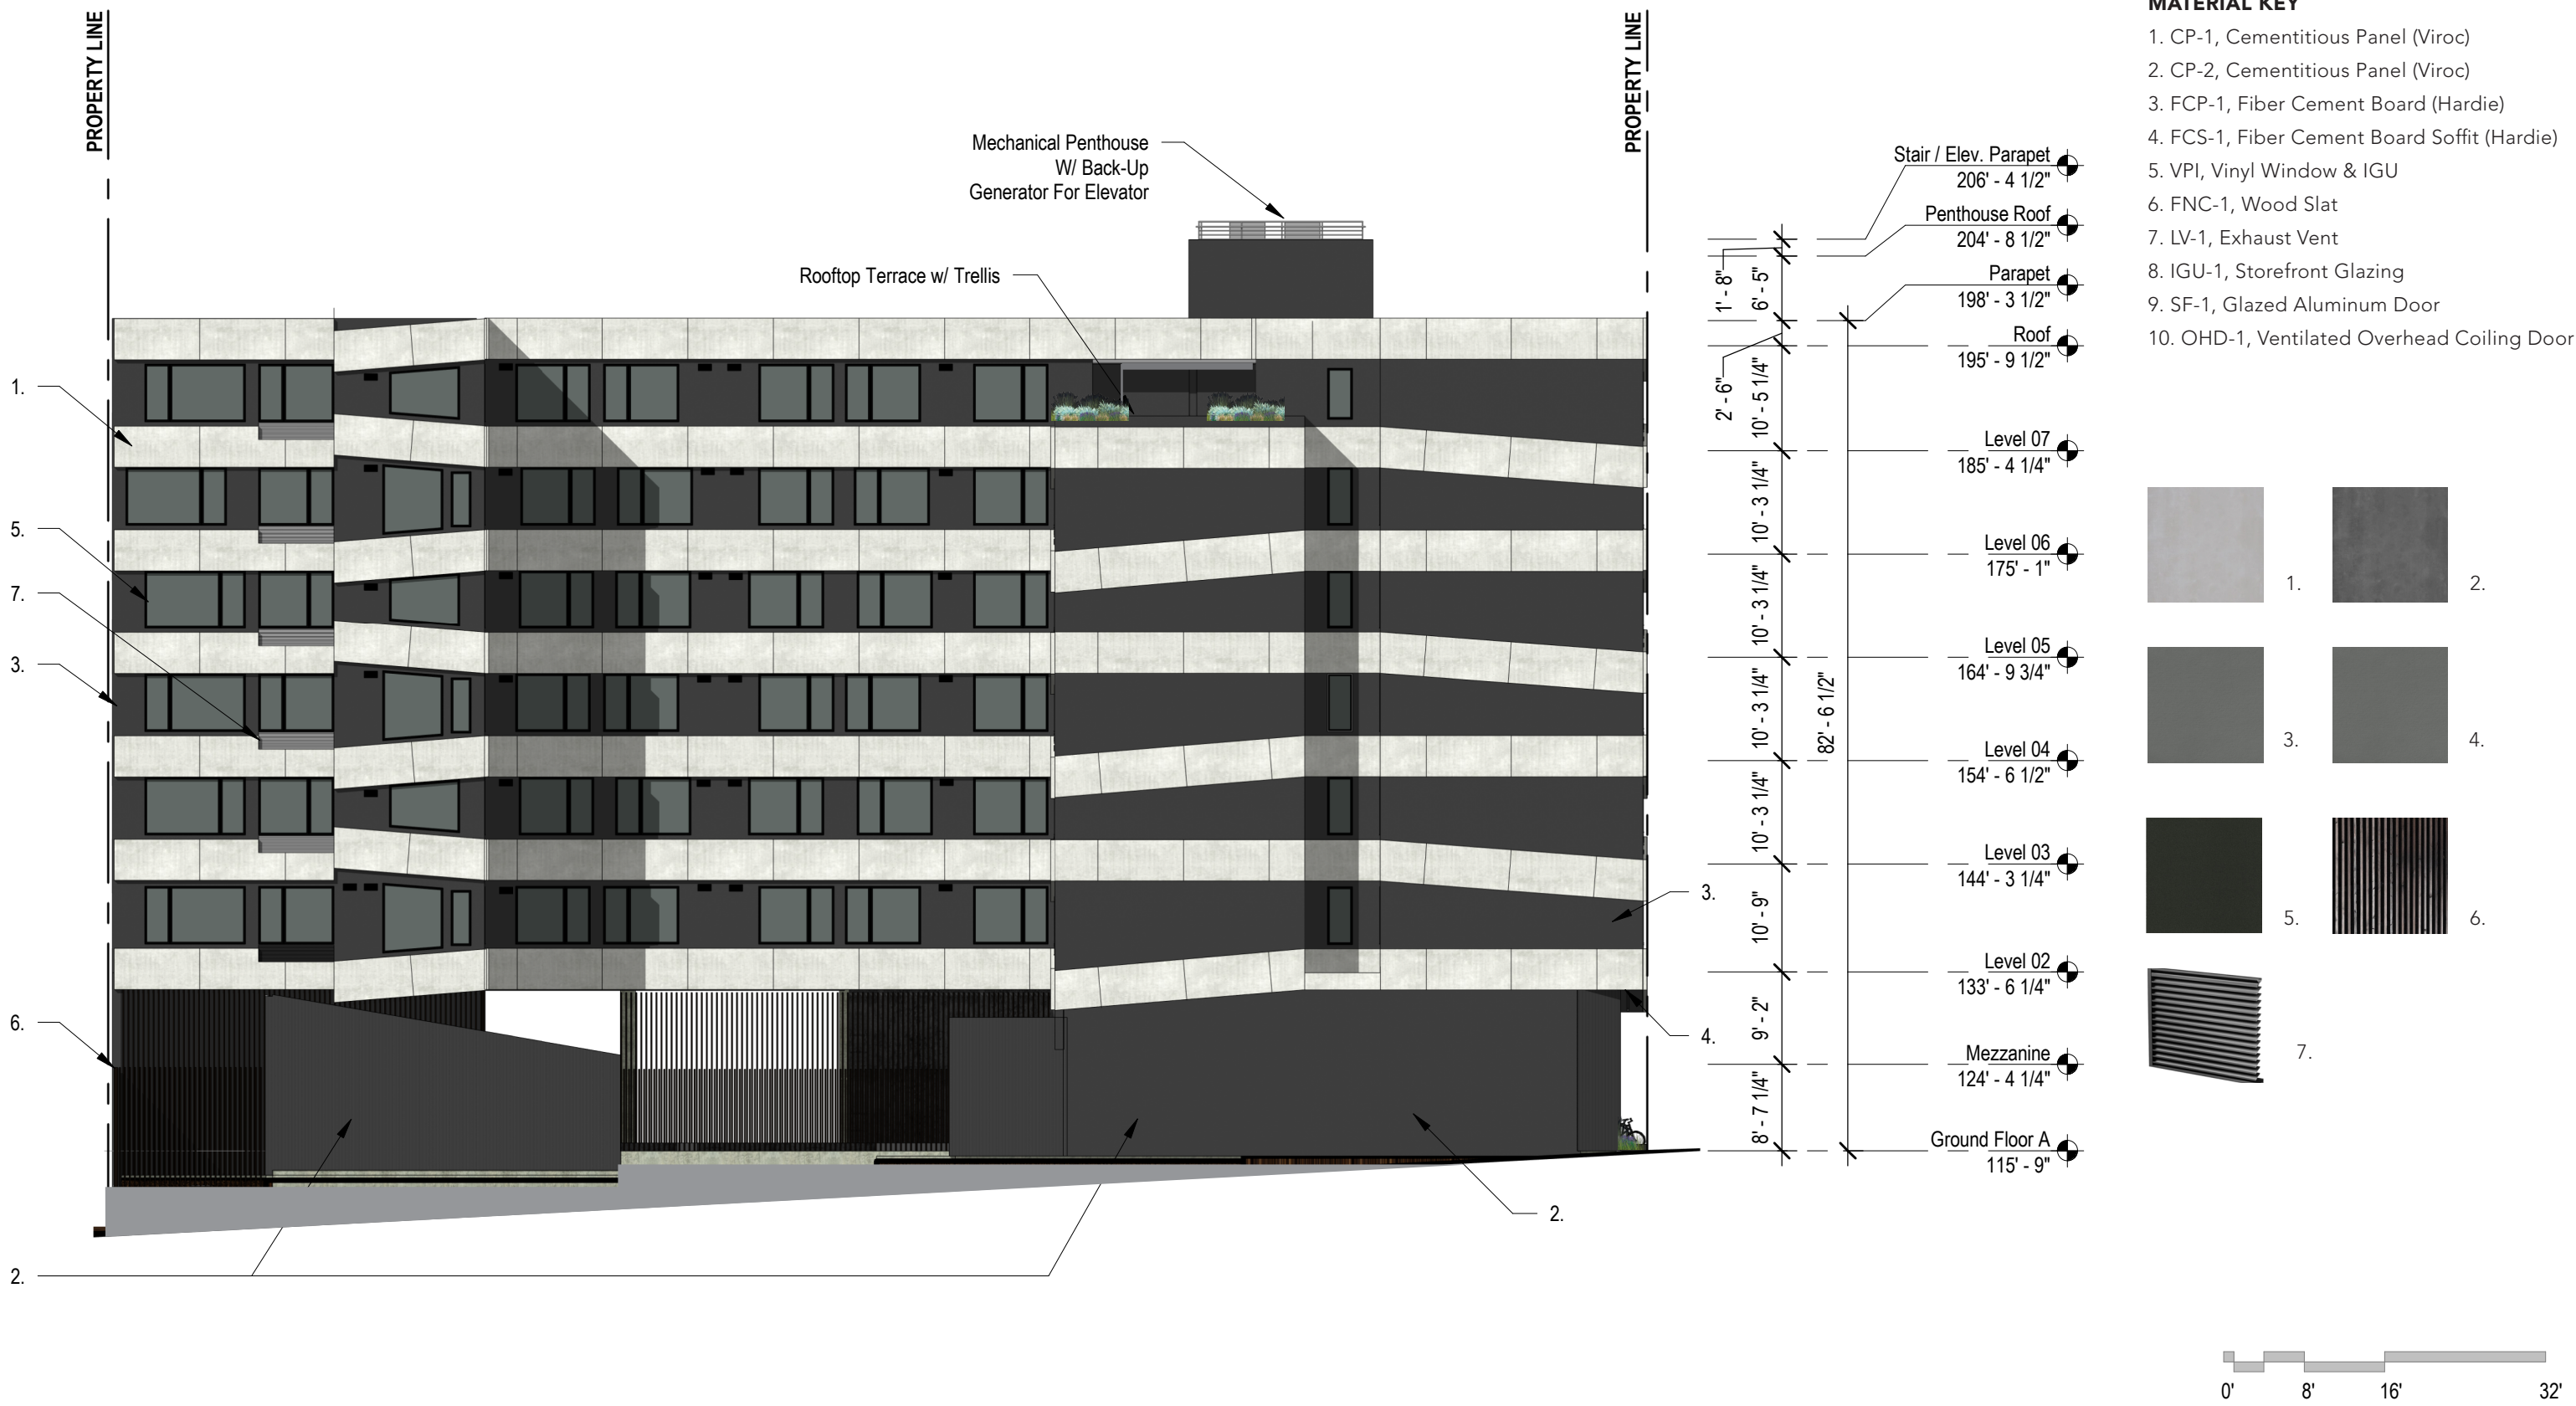 PROPERTY LINE
PROPERTY LINE
Mechanical Penthouse
W/ Back-Up
Generator For Elevator
Rooftop Terrace w/ Trellis
1.
5.
7.
3.
6.
2.
3.
4.
2.
Stair / Elev. Parapet
206' - 4 1/2"
Penthouse Roof
204' - 8 1/2"
Parapet
198' - 3 1/2"
Roof
195' - 9 1/2"
Level 07
185' - 4 1/4"
Level 06
175' - 1"
Level 05
164' - 9 3/4"
Level 04
154' - 6 1/2"
Level 03
144' - 3 1/4"
Level 02
133' - 6 1/4"
Mezzanine
124' - 4 1/4"
Ground Floor A
115' - 9"
1' - 8"
6' - 5"
2' - 6"
10' - 5 1/4"
10' - 3 1/4"
10' - 3 1/4"
10' - 3 1/4"
10' - 3 1/4"
10' - 9"
9' - 2"
8' - 7 1/4"
82' - 6 1/2"
MATERIAL KEY
1. CP-1, Cementitious Panel (Viroc)
2. CP-2, Cementitious Panel (Viroc)
3. FCP-1, Fiber Cement Board (Hardie)
4. FCS-1, Fiber Cement Board Soffit (Hardie)
5. VPI, Vinyl Window & IGU
6. FNC-1, Wood Slat
7. LV-1, Exhaust Vent
8. IGU-1, Storefront Glazing
9. SF-1, Glazed Aluminum Door
10. OHD-1, Ventilated Overhead Coiling Door
1.
2.
3.
4.
5.
6.
7.
0' 8' 16' 32'